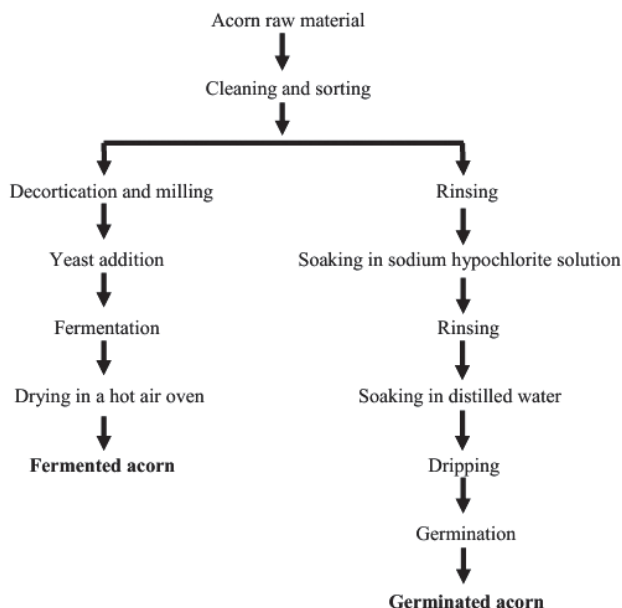 Acorn raw material
Cleaning and sorting
Decortication and milling
Yeast addition
Fermentation
Drying in a hot air oven
Fermented acorn
Rinsing
Soaking in sodium hypochlorite solution
Rinsing
Soaking in distilled water
Dripping
Germination
Germinated acorn